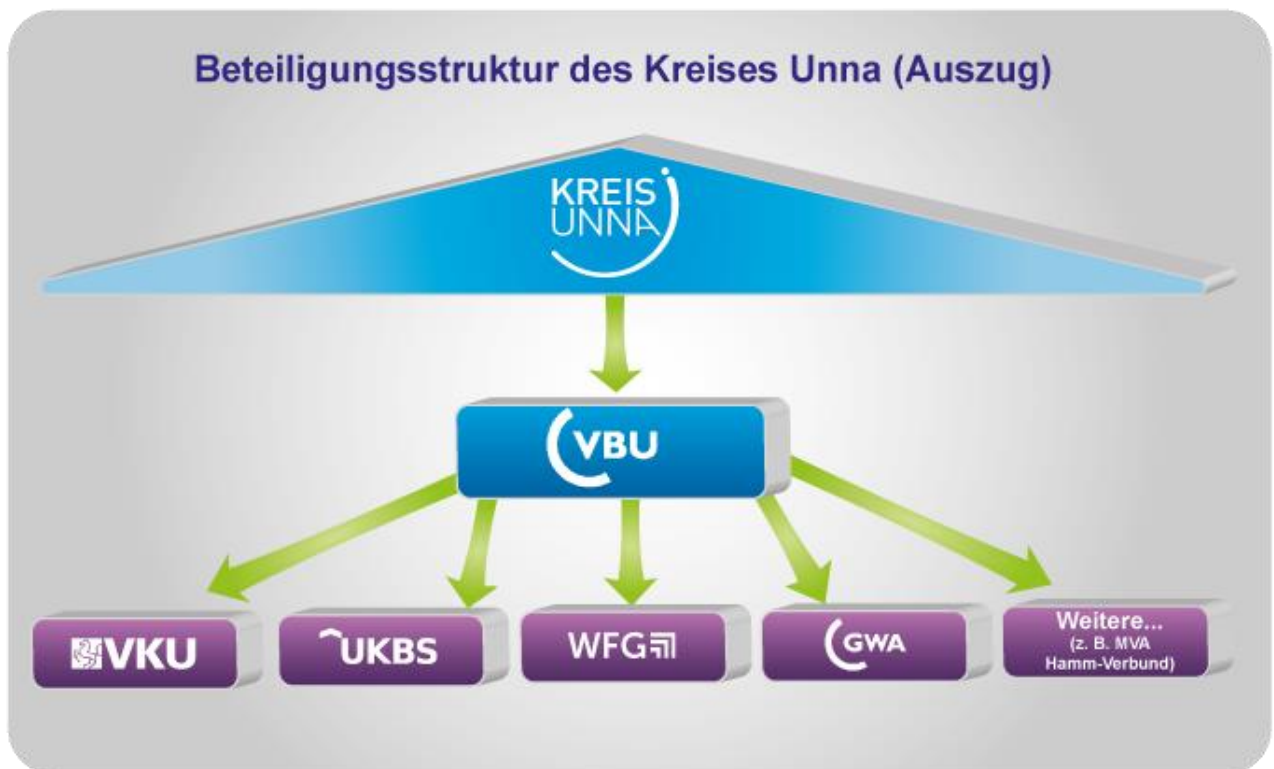 Beteiligungsstruktur des Kreises Unna (Auszug)
KREIS
UNNA
VBU
VKU
UKBS
WFG
GWA
Weitere...
(z. B. MVA
Hamm-Verbund)